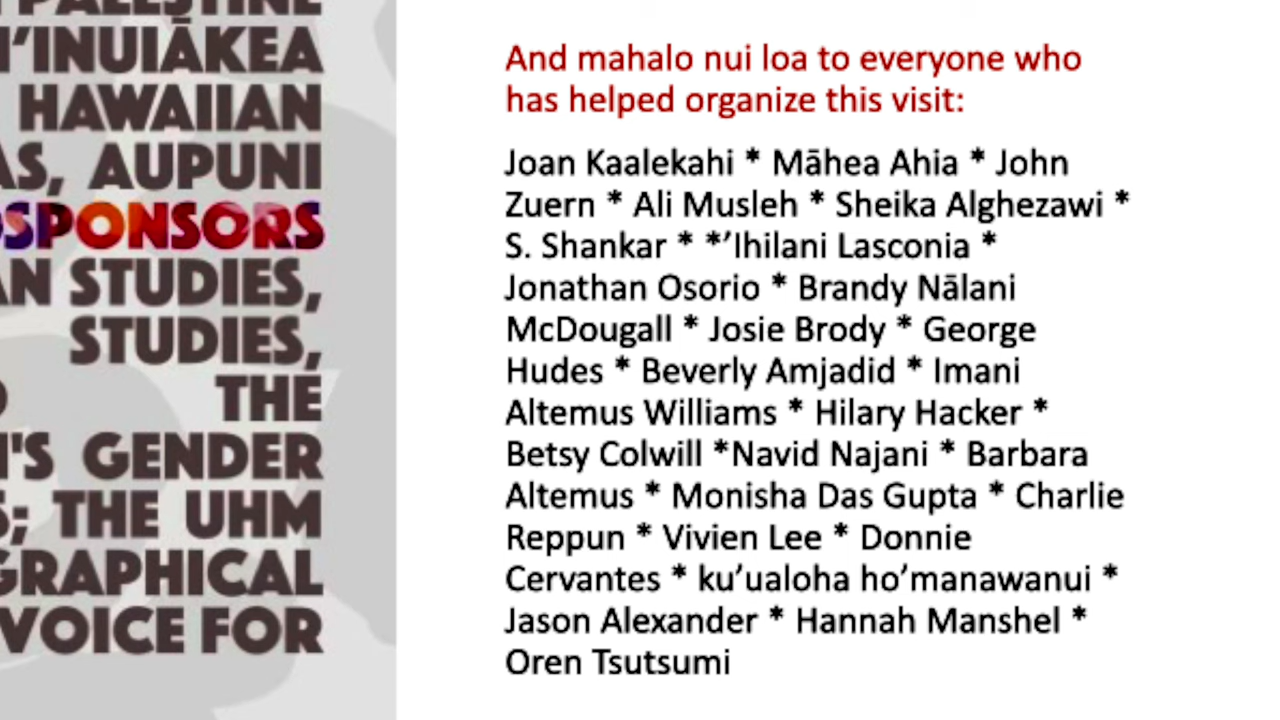 PALESTINE
'INUIĀKEA
HAWAIIAN
AS, AUPUNI
OSPONSORS
AN STUDIES,
STUDIES,
THE
'S GENDER
; THE UHM
GRAPHICAL
VOICE FOR
And mahalo nui loa to everyone who
has helped organize this visit:
Joan Kaalekahi * Māhea Ahia * John
Zuern * Ali Musleh * Sheika Alghezawi *
S. Shankar * *’Ihilani Lasconia *
Jonathan Osorio * Brandy Nālani
McDougall * Josie Brody * George
Hudes * Beverly Amjadid * Imani
Altemus Williams * Hilary Hacker *
Betsy Colwill *Navid Najani * Barbara
Altemus * Monisha Das Gupta * Charlie
Reppun * Vivien Lee * Donnie
Cervantes * ku’ualoha ho’manawanui *
Jason Alexander * Hannah Manshel *
Oren Tsutsumi